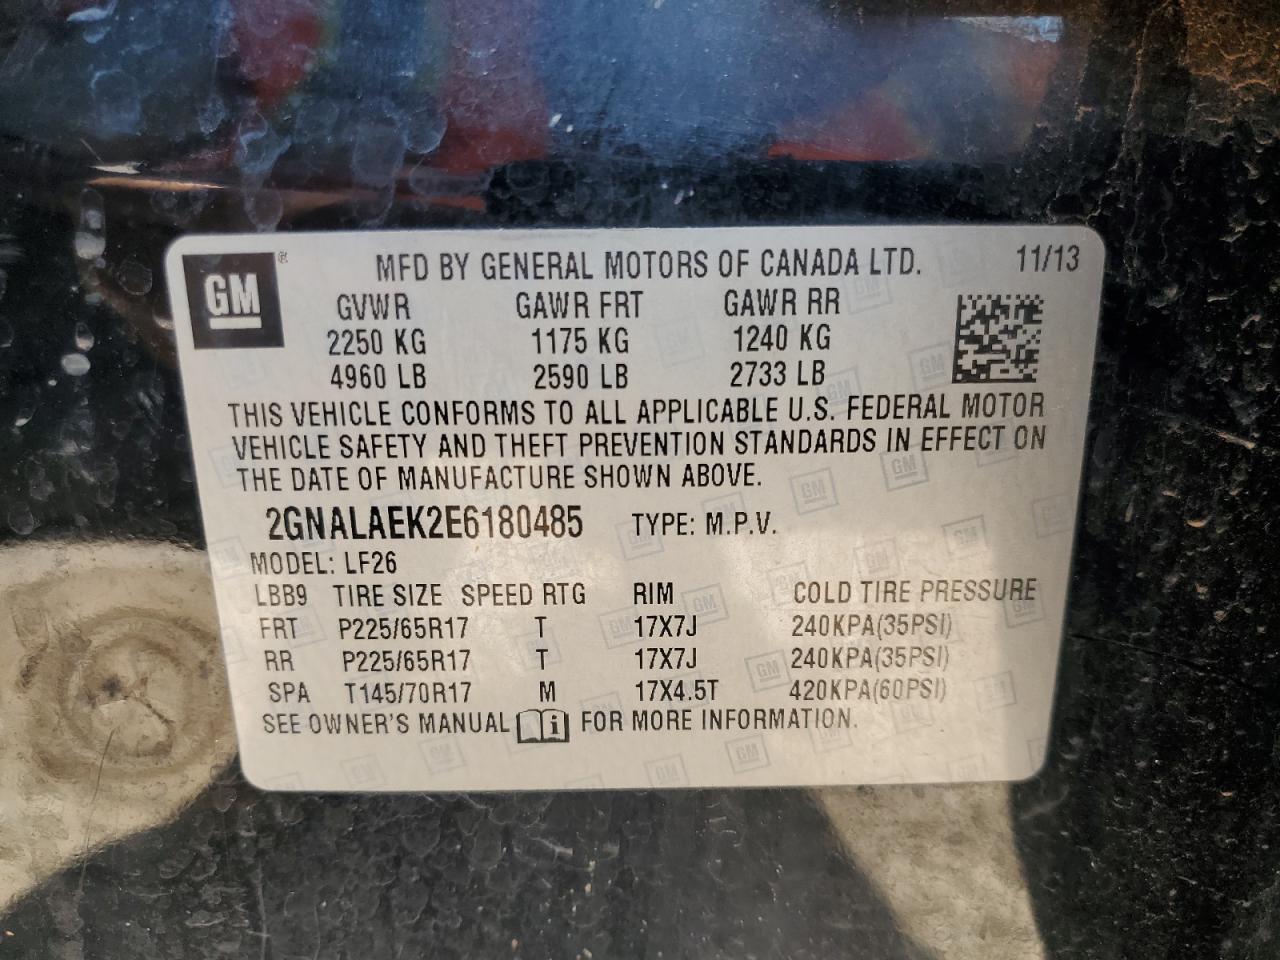 GM® MFD BY GENERAL MOTORS OF CANADA LTD. 11/13
GVWR GAWR FRT GAWR RR
2250 KG 1175 KG 1240 KG
4960 LB 2590 LB 2733 LB
THIS VEHICLE CONFORMS TO ALL APPLICABLE U.S. FEDERAL MOTOR
VEHICLE SAFETY AND THEFT PREVENTION STANDARDS IN EFFECT ON
THE DATE OF MANUFACTURE SHOWN ABOVE.
2GNALAEK2E6180485 TYPE: M.P.V.
MODEL: LF26
LBB9 TIRE SIZE SPEED RTG RIM COLD TIRE PRESSURE
FRT P225/65R17 T 17X7J 240KPA(35PSI)
RR P225/65R17 T 17X7J 240KPA(35PSI)
SPA T145/70R17 M 17X4.5T 420KPA(60PSI)
SEE OWNER'S MANUAL i FOR MORE INFORMATION.